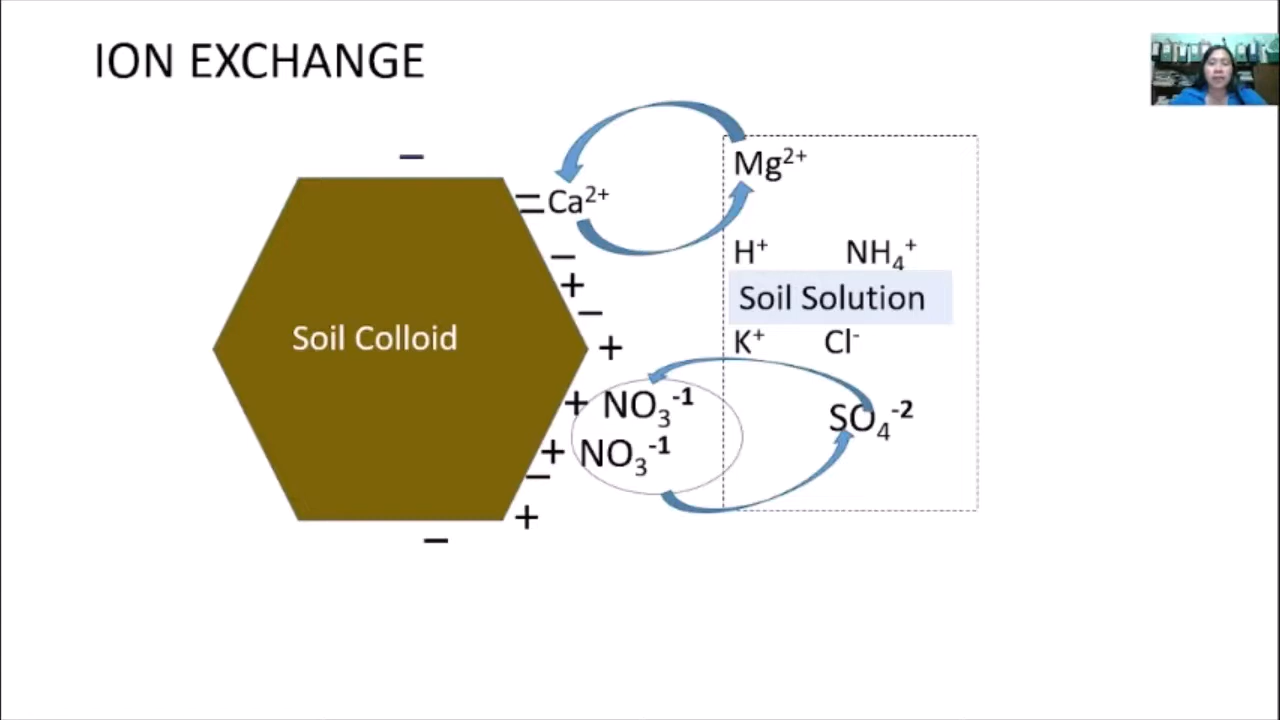 ION EXCHANGE
−
Mg²⁺
= Ca²⁺
H⁺ NH₄⁺
−
+
Soil Solution
−
Soil Colloid
K⁺ Cl⁻
+
+ NO₃⁻¹
SO₄⁻²
+ NO₃⁻¹
−
+
−